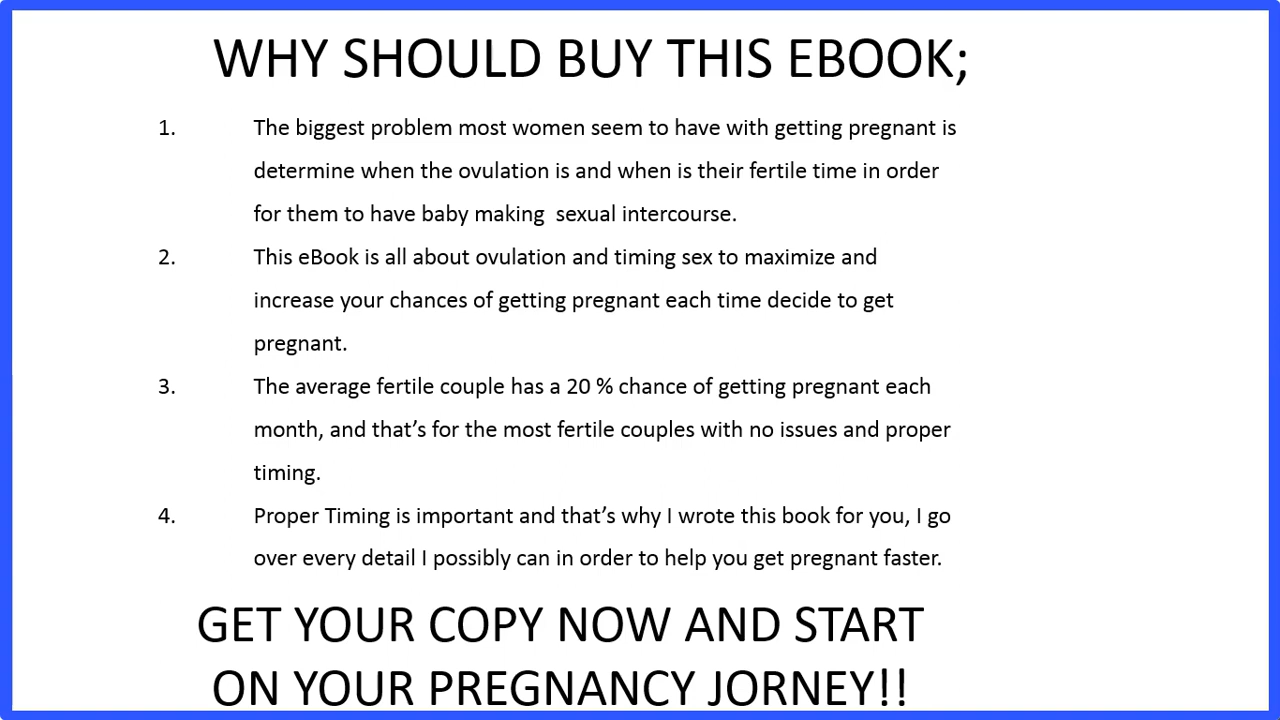 WHY SHOULD BUY THIS EBOOK;
1. The biggest problem most women seem to have with getting pregnant is
determine when the ovulation is and when is their fertile time in order
for them to have baby making  sexual intercourse.
2. This eBook is all about ovulation and timing sex to maximize and
increase your chances of getting pregnant each time decide to get
pregnant.
3. The average fertile couple has a 20 % chance of getting pregnant each
month, and that’s for the most fertile couples with no issues and proper
timing.
4. Proper Timing is important and that’s why I wrote this book for you, I go
over every detail I possibly can in order to help you get pregnant faster.
GET YOUR COPY NOW AND START
ON YOUR PREGNANCY JORNEY!!